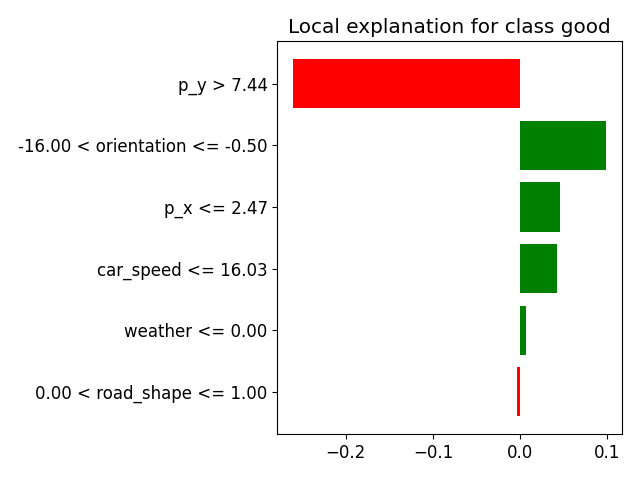 Local explanation for class good
p_y > 7.44
-16.00 < orientation <= -0.50
p_x <= 2.47
car_speed <= 16.03
weather <= 0.00
0.00 < road_shape <= 1.00
−0.2 −0.1 0.0 0.1